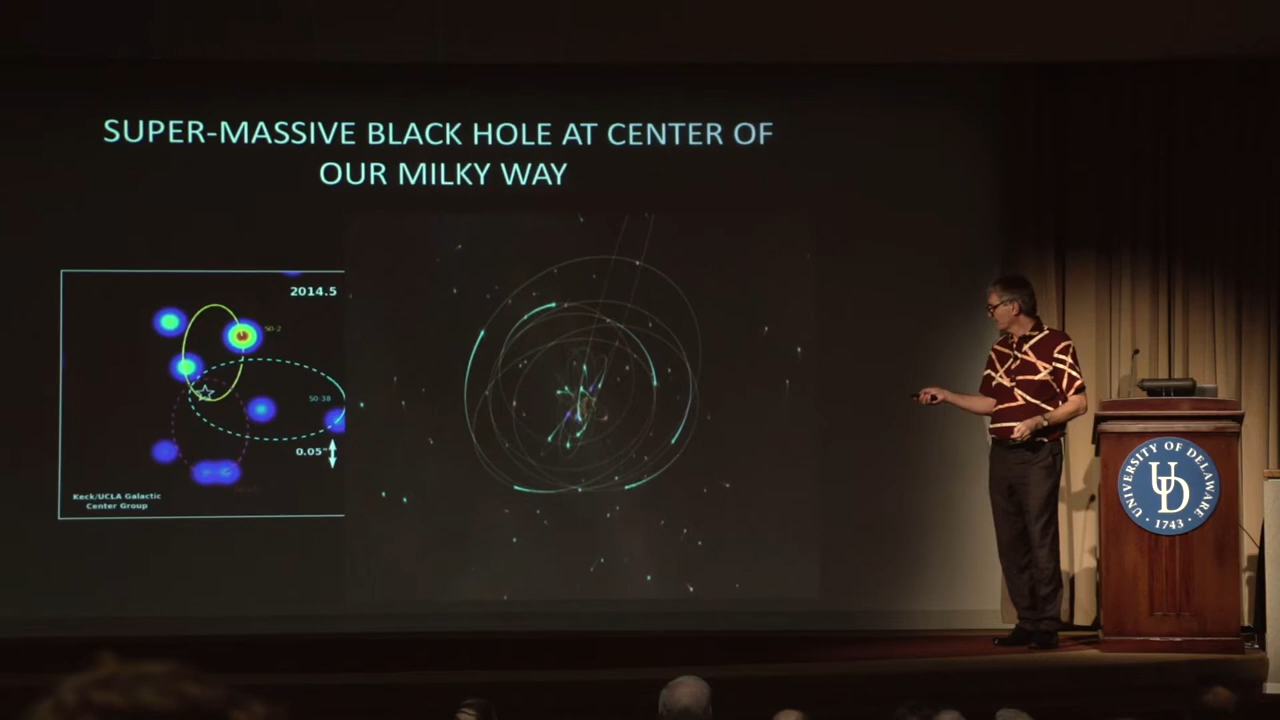 SUPER-MASSIVE BLACK HOLE AT CENTER OF
OUR MILKY WAY
2014.5
S0-2
S0-38
0.05"
Keck/UCLA Galactic
Center Group
UNIVERSITY OF DELAWARE
UD
· 1743 ·